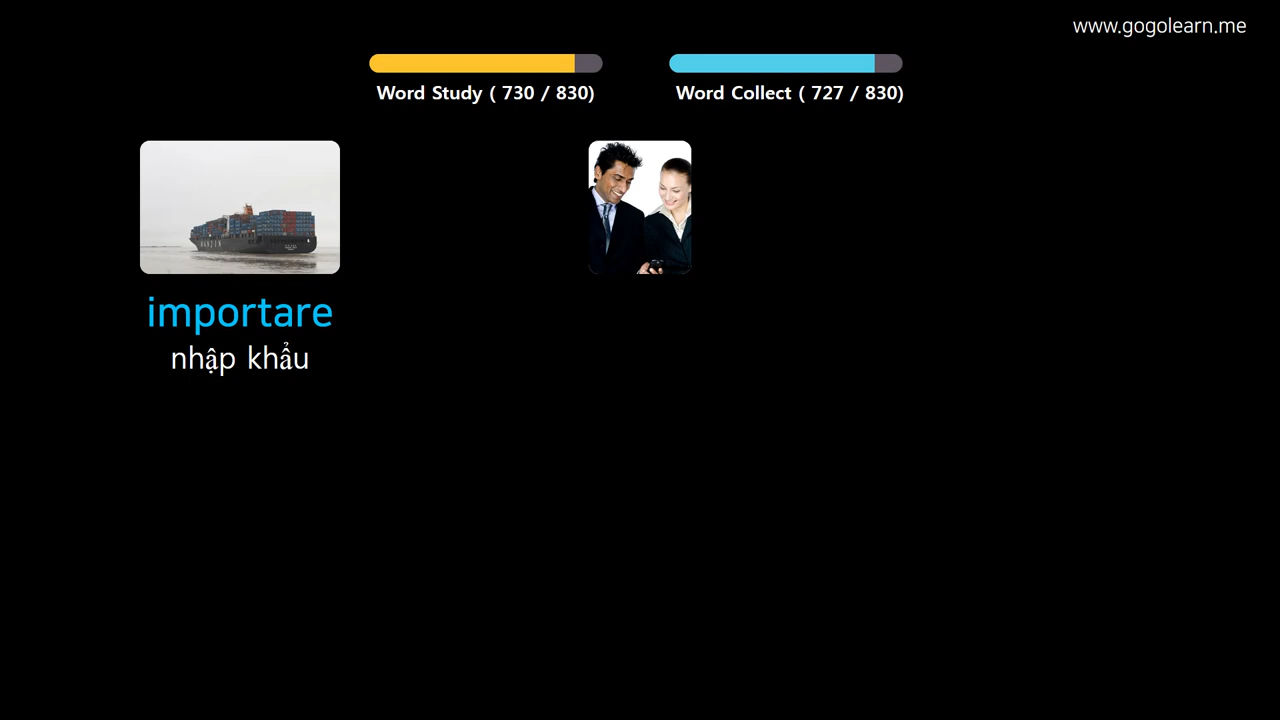 www.gogolearn.me
Word Study ( 730 / 830)
Word Collect ( 727 / 830)
importare
nhập khẩu